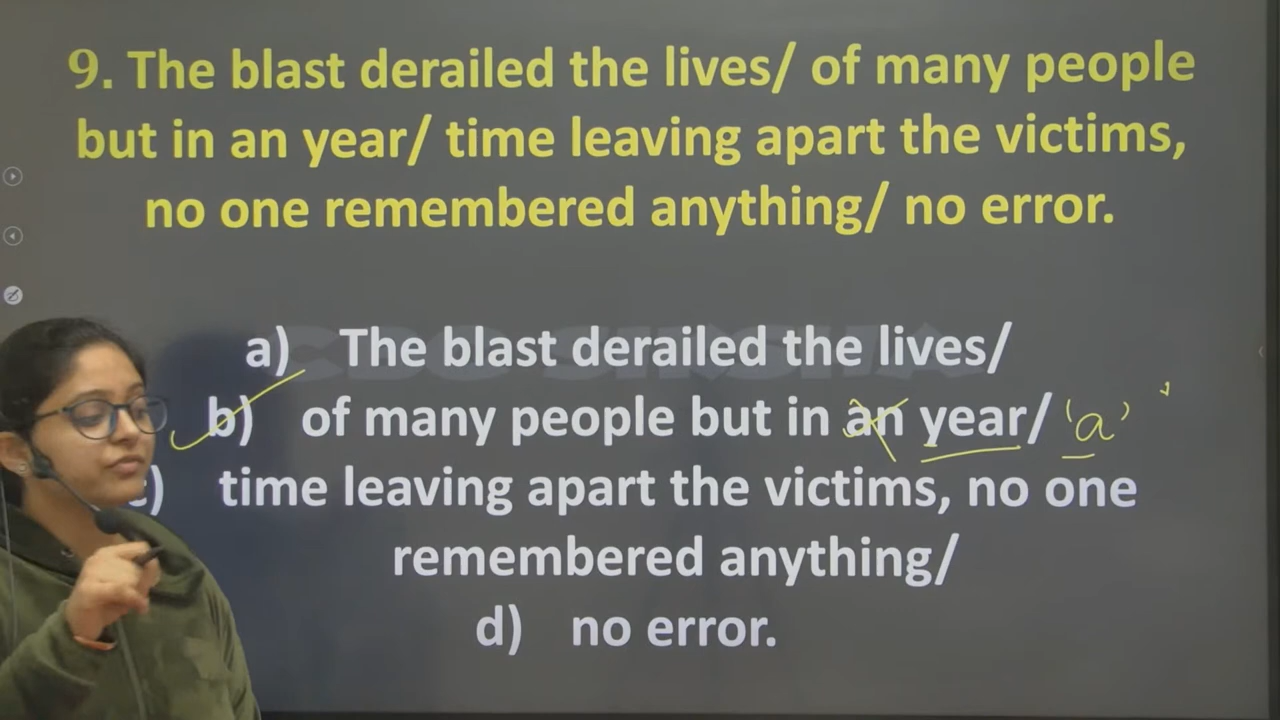 9. The blast derailed the lives/ of many people
but in an year/ time leaving apart the victims,
no one remembered anything/ no error.
a) The blast derailed the lives/
b) of many people but in an year/ 'a'
) time leaving apart the victims, no one
remembered anything/
d) no error.